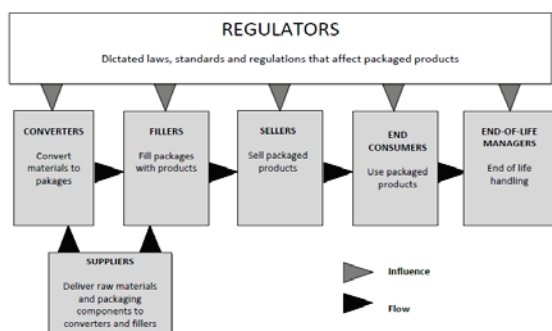 REGULATORS
Dictated laws, standards and regulations that affect packaged products
CONVERTERS
Convert
materials to
pakages
FILLERS
Fill packages
with products
SELLERS
Sell packaged
products
END
CONSUMERS
Use packaged
products
END-OF-LIFE
MANAGERS
End of life
handling
SUPPLIERS
Deliver raw materials
and packaging
components to
converters and fillers
Influence
Flow